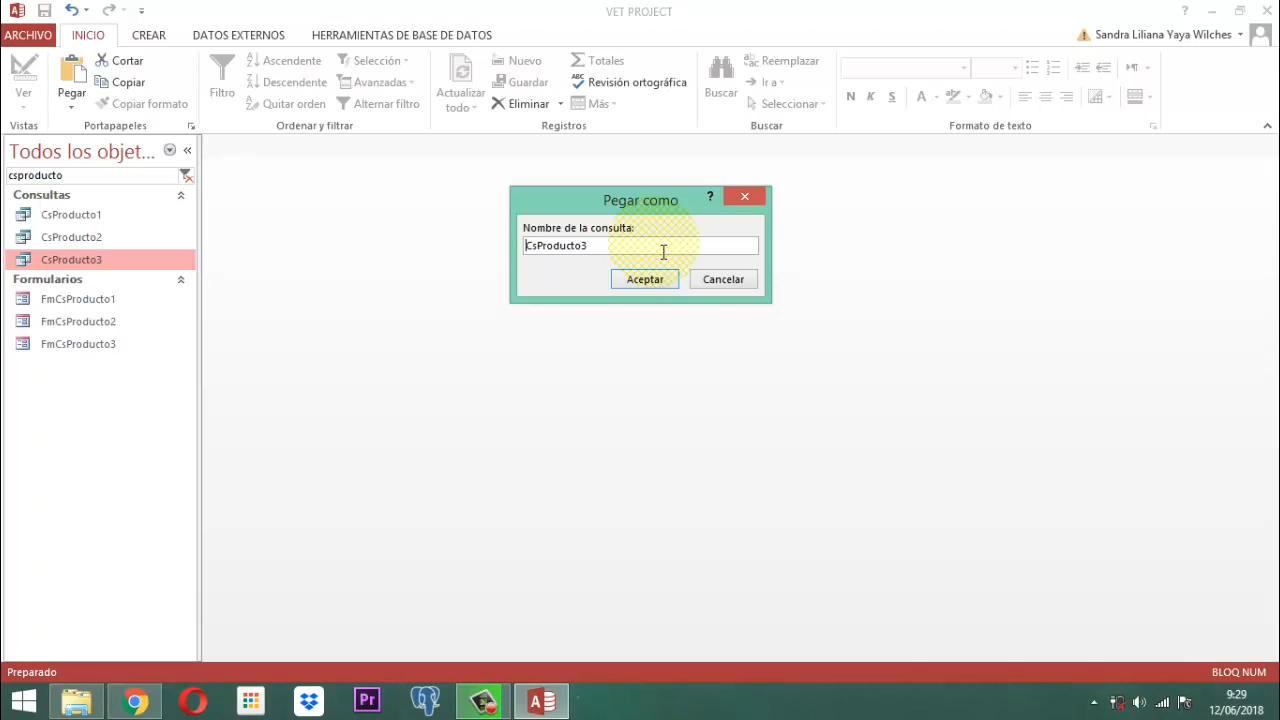 VET PROJECT
?
ARCHIVO INICIO CREAR DATOS EXTERNOS HERRAMIENTAS DE BASE DE DATOS
Sandra Liliana Yaya Wilches
Ver
Vistas
Pegar
Cortar
Copiar
Copiar formato
Portapapeles
Filtro
Ascendente
Descendente
Quitar orden
Selección
Avanzadas
Alternar filtro
Ordenar y filtrar
Actualizar
todo
Nuevo
Guardar
Eliminar
Totales
Revisión ortográfica
Más
Registros
Buscar
Reemplazar
Ir a
Seleccionar
Buscar
N K S A
Formato de texto
Todos los objet...
csproducto
Consultas
CsProducto1
CsProducto2
CsProducto3
Formularios
FmCsProducto1
FmCsProducto2
FmCsProducto3
Pegar como
?
Nombre de la consulta:
CsProducto3
Aceptar Cancelar
Preparado
BLOQ NUM
Pr
9:29
12/06/2018